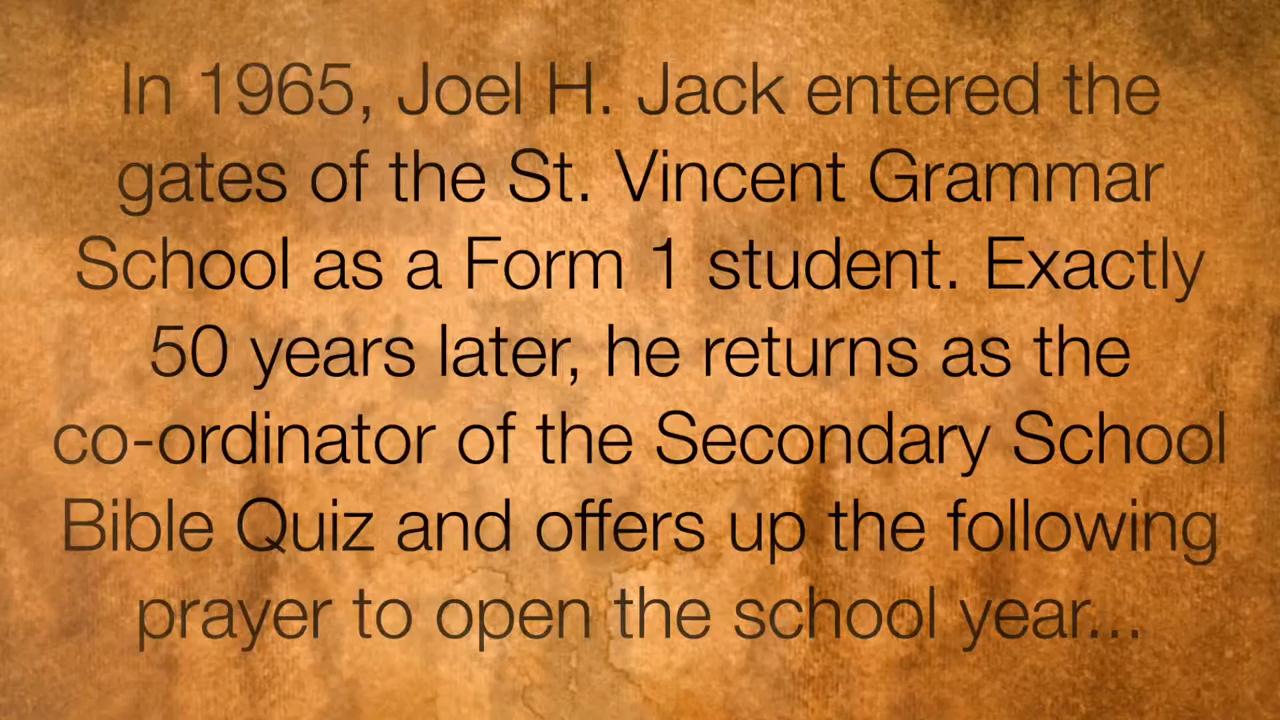 In 1965, Joel H. Jack entered the
gates of the St. Vincent Grammar
School as a Form 1 student. Exactly
50 years later, he returns as the
co-ordinator of the Secondary School
Bible Quiz and offers up the following
prayer to open the school year...